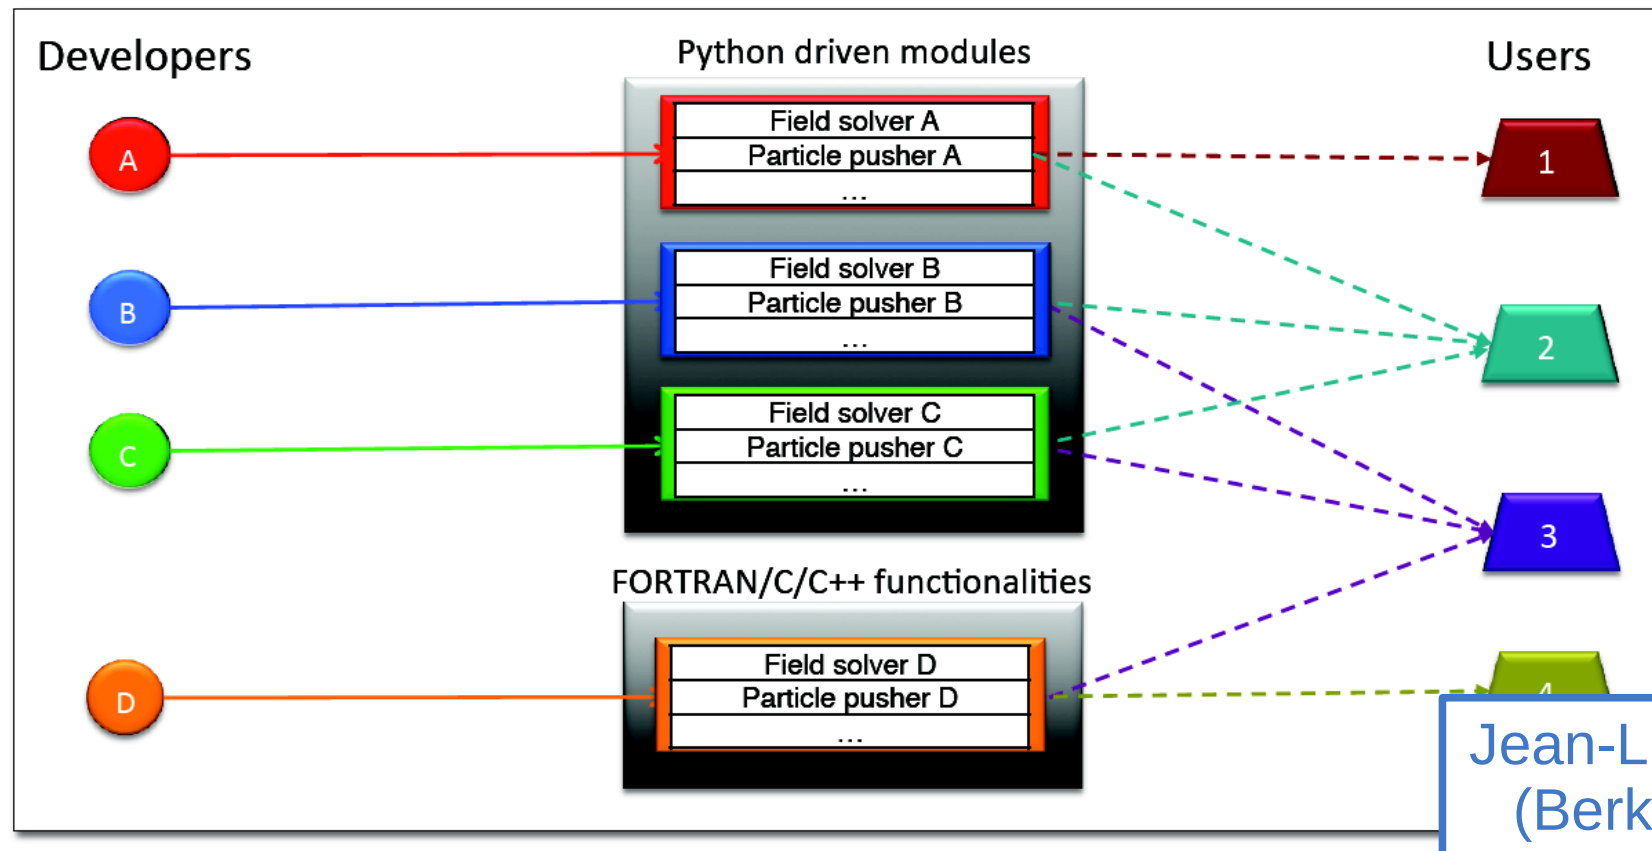 Developers
Python driven modules
Users
A
Field solver A
Particle pusher A
...
1
B
Field solver B
Particle pusher B
...
2
C
Field solver C
Particle pusher C
...
3
FORTRAN/C/C++ functionalities
D
Field solver D
Particle pusher D
...
4
Jean-L
(Berk